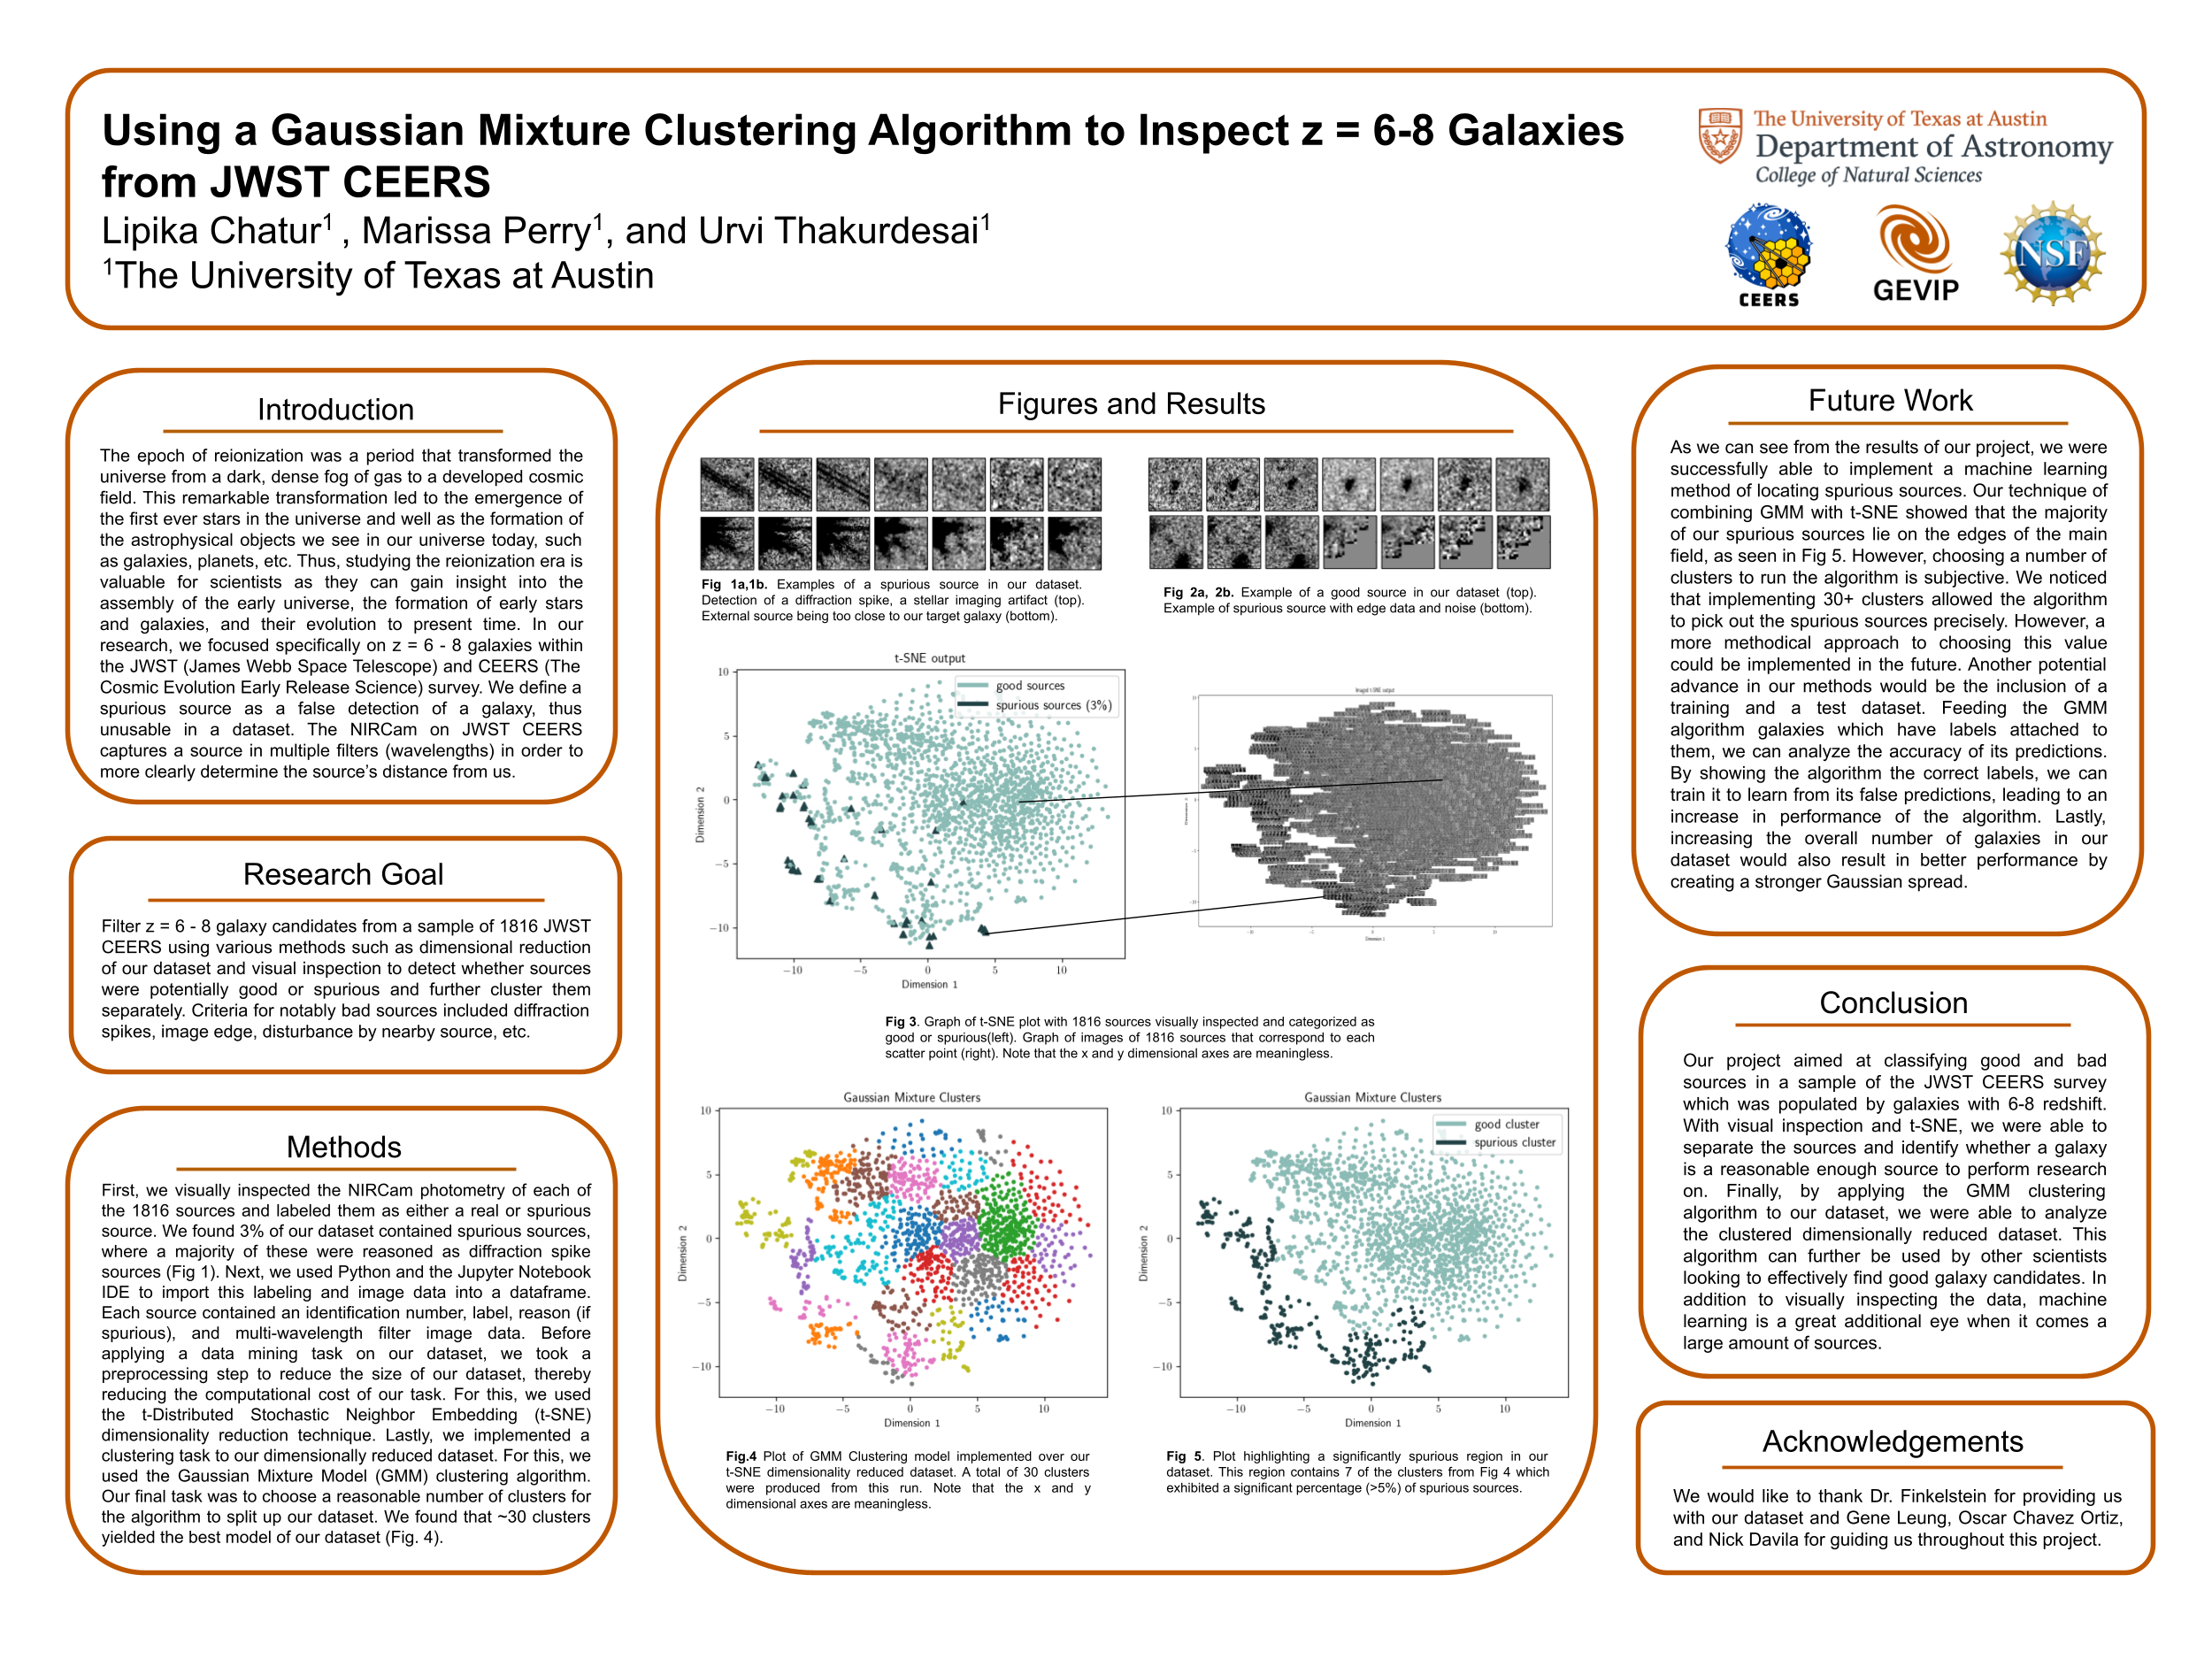 Using a Gaussian Mixture Clustering Algorithm to Inspect z = 6-8 Galaxies
from JWST CEERS
Lipika Chatur1 , Marissa Perry1, and Urvi Thakurdesai1
1The University of Texas at Austin
The University of Texas at Austin
Department of Astronomy
College of Natural Sciences
CEERS
GEVIP
NSF
Introduction
The epoch of reionization was a period that transformed the
universe from a dark, dense fog of gas to a developed cosmic
field. This remarkable transformation led to the emergence of
the first ever stars in the universe and well as the formation of
the astrophysical objects we see in our universe today, such
as galaxies, planets, etc. Thus, studying the reionization era is
valuable for scientists as they can gain insight into the
assembly of the early universe, the formation of early stars
and galaxies, and their evolution to present time. In our
research, we focused specifically on z = 6 - 8 galaxies within
the JWST (James Webb Space Telescope) and CEERS (The
Cosmic Evolution Early Release Science) survey. We define a
spurious source as a false detection of a galaxy, thus
unusable in a dataset. The NIRCam on JWST CEERS
captures a source in multiple filters (wavelengths) in order to
more clearly determine the source's distance from us.
Research Goal
Filter z = 6 - 8 galaxy candidates from a sample of 1816 JWST
CEERS using various methods such as dimensional reduction
of our dataset and visual inspection to detect whether sources
were potentially good or spurious and further cluster them
separately. Criteria for notably bad sources included diffraction
spikes, image edge, disturbance by nearby source, etc.
Methods
First, we visually inspected the NIRCam photometry of each of
the 1816 sources and labeled them as either a real or spurious
source. We found 3% of our dataset contained spurious sources,
where a majority of these were reasoned as diffraction spike
sources (Fig 1). Next, we used Python and the Jupyter Notebook
IDE to import this labeling and image data into a dataframe.
Each source contained an identification number, label, reason (if
spurious), and multi-wavelength filter image data. Before
applying a data mining task on our dataset, we took a
preprocessing step to reduce the size of our dataset, thereby
reducing the computational cost of our task. For this, we used
the t-Distributed Stochastic Neighbor Embedding (t-SNE)
dimensionality reduction technique. Lastly, we implemented a
clustering task to our dimensionally reduced dataset. For this, we
used the Gaussian Mixture Model (GMM) clustering algorithm.
Our final task was to choose a reasonable number of clusters for
the algorithm to split up our dataset. We found that ~30 clusters
yielded the best model of our dataset (Fig. 4).
Figures and Results
Fig 1a,1b. Examples of a spurious source in our dataset.
Detection of a diffraction spike, a stellar imaging artifact (top).
External source being too close to our target galaxy (bottom).
Fig 2a, 2b. Example of a good source in our dataset (top).
Example of spurious source with edge data and noise (bottom).
t-SNE output
good sources
spurious sources (3%)
10
5
0
−5
−10
Dimension 2
−10 −5 0 5 10
Dimension 1
Imaged t-SNE output
Dimension 1
Fig 3. Graph of t-SNE plot with 1816 sources visually inspected and categorized as
good or spurious(left). Graph of images of 1816 sources that correspond to each
scatter point (right). Note that the x and y dimensional axes are meaningless.
Gaussian Mixture Clusters
10
5
0
−5
−10
Dimension 2
−10 −5 0 5 10
Dimension 1
Gaussian Mixture Clusters
good cluster
spurious cluster
10
5
0
−5
−10
Dimension 2
−10 −5 0 5 10
Dimension 1
Fig.4 Plot of GMM Clustering model implemented over our
t-SNE dimensionality reduced dataset. A total of 30 clusters
were produced from this run. Note that the x and y
dimensional axes are meaningless.
Fig 5. Plot highlighting a significantly spurious region in our
dataset. This region contains 7 of the clusters from Fig 4 which
exhibited a significant percentage (>5%) of spurious sources.
Future Work
As we can see from the results of our project, we were
successfully able to implement a machine learning
method of locating spurious sources. Our technique of
combining GMM with t-SNE showed that the majority
of our spurious sources lie on the edges of the main
field, as seen in Fig 5. However, choosing a number of
clusters to run the algorithm is subjective. We noticed
that implementing 30+ clusters allowed the algorithm
to pick out the spurious sources precisely. However, a
more methodical approach to choosing this value
could be implemented in the future. Another potential
advance in our methods would be the inclusion of a
training and a test dataset. Feeding the GMM
algorithm galaxies which have labels attached to
them, we can analyze the accuracy of its predictions.
By showing the algorithm the correct labels, we can
train it to learn from its false predictions, leading to an
increase in performance of the algorithm. Lastly,
increasing the overall number of galaxies in our
dataset would also result in better performance by
creating a stronger Gaussian spread.
Conclusion
Our project aimed at classifying good and bad
sources in a sample of the JWST CEERS survey
which was populated by galaxies with 6-8 redshift.
With visual inspection and t-SNE, we were able to
separate the sources and identify whether a galaxy
is a reasonable enough source to perform research
on. Finally, by applying the GMM clustering
algorithm to our dataset, we were able to analyze
the clustered dimensionally reduced dataset. This
algorithm can further be used by other scientists
looking to effectively find good galaxy candidates. In
addition to visually inspecting the data, machine
learning is a great additional eye when it comes a
large amount of sources.
Acknowledgements
We would like to thank Dr. Finkelstein for providing us
with our dataset and Gene Leung, Oscar Chavez Ortiz,
and Nick Davila for guiding us throughout this project.